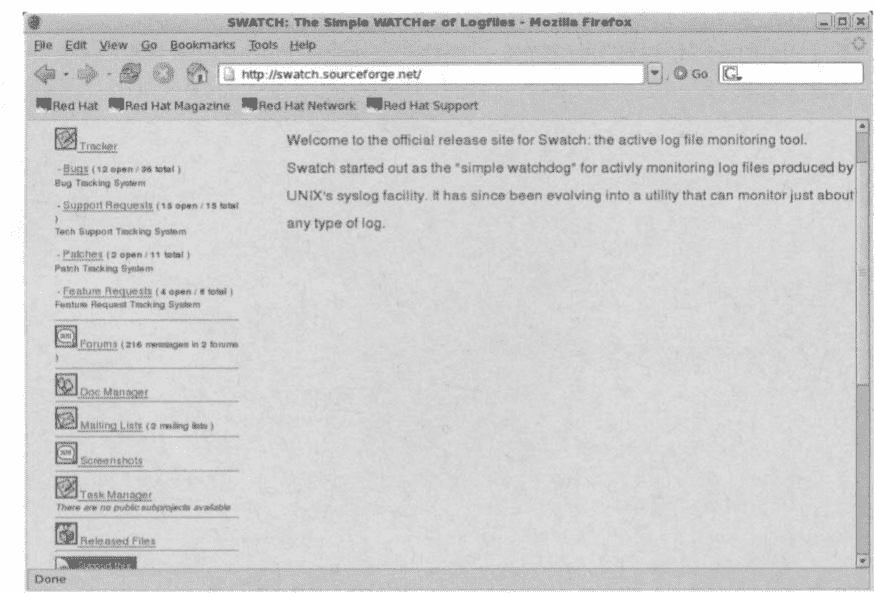 SWATCH: The Simple WATCHer of Logfiles - Mozilla Firefox
File Edit View Go Bookmarks Tools Help
http://swatch.sourceforge.net/
Go
G
Red Hat Red Hat Magazine Red Hat Network Red Hat Support
Tracker
- Bugs ( 12 open / 36 total )
Bug Tracking System
- Support Requests ( 15 open / 15 total
)
Tech Support Tracking System
- Patches ( 2 open / 11 total )
Patch Tracking System
- Feature Requests ( 4 open / 6 total )
Feature Request Tracking System
Forums ( 216 messages in 2 forums
)
Doc Manager
Mailing Lists ( 2 mailing lists )
Screenshots
Task Manager
There are no public subprojects available
Released Files
Support this
Welcome to the official release site for Swatch: the active log file monitoring tool.
Swatch started out as the "simple watchdog" for activly monitoring log files produced by
UNIX's syslog facility. It has since been evolving into a utility that can monitor just about
any type of log.
Done